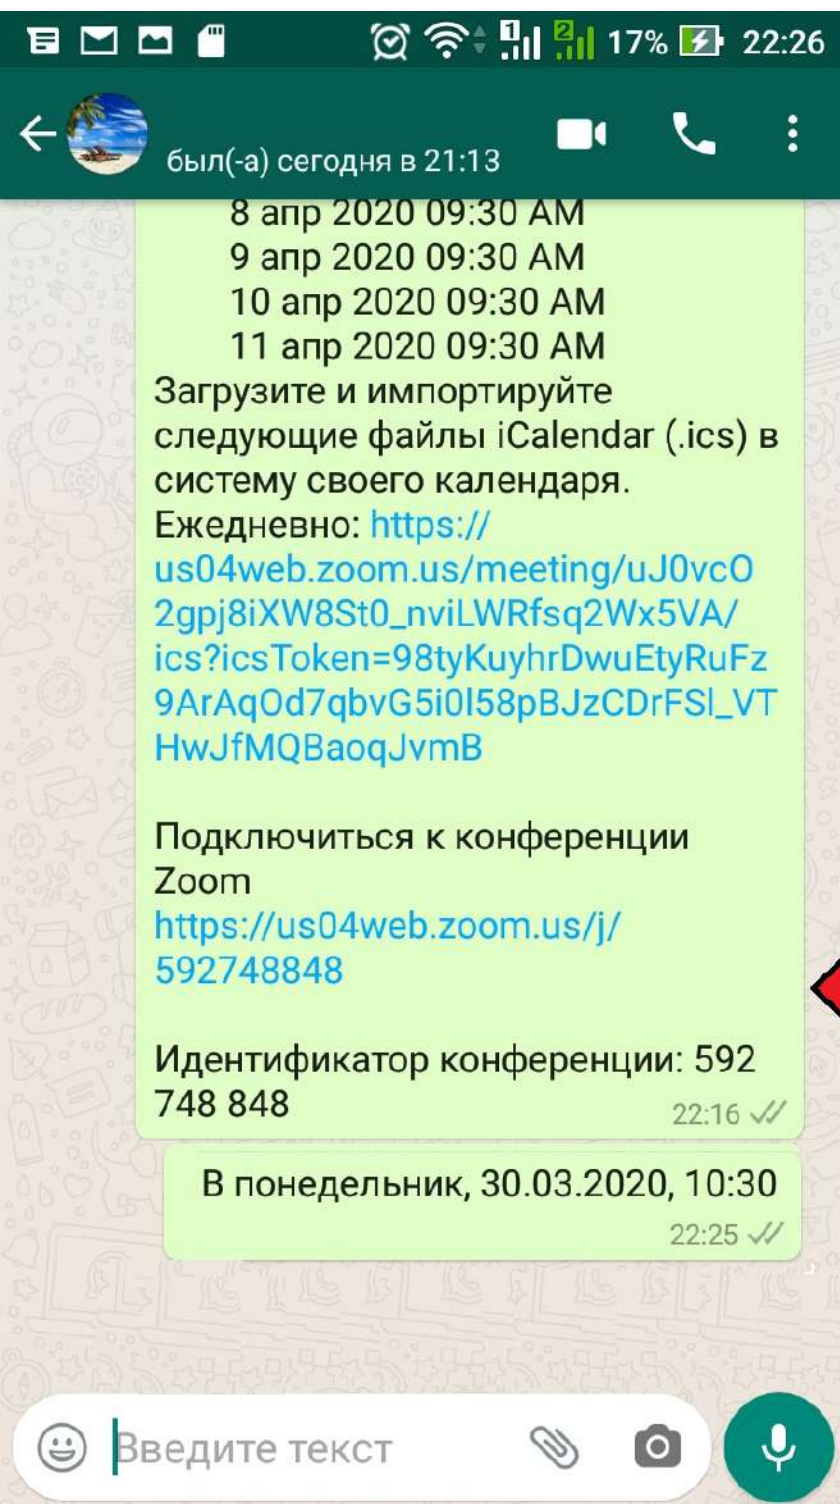 17% 22:26
был(-а) сегодня в 21:13
8 апр 2020 09:30 AM
9 апр 2020 09:30 AM
10 апр 2020 09:30 AM
11 апр 2020 09:30 AM
Загрузите и импортируйте
следующие файлы iCalendar (.ics) в
систему своего календаря.
Ежедневно: https://
us04web.zoom.us/meeting/uJ0vcO
2gpj8iXW8St0_nviLWRfsq2Wx5VA/
ics?icsToken=98tyKuyhrDwuEtyRuFz
9ArAqOd7qbvG5i0l58pBJzCDrFSl_VT
HwJfMQBaoqJvmB
Подключиться к конференции
Zoom
https://us04web.zoom.us/j/
592748848
Идентификатор конференции: 592
748 848
22:16
В понедельник, 30.03.2020, 10:30
22:25
Введите текст